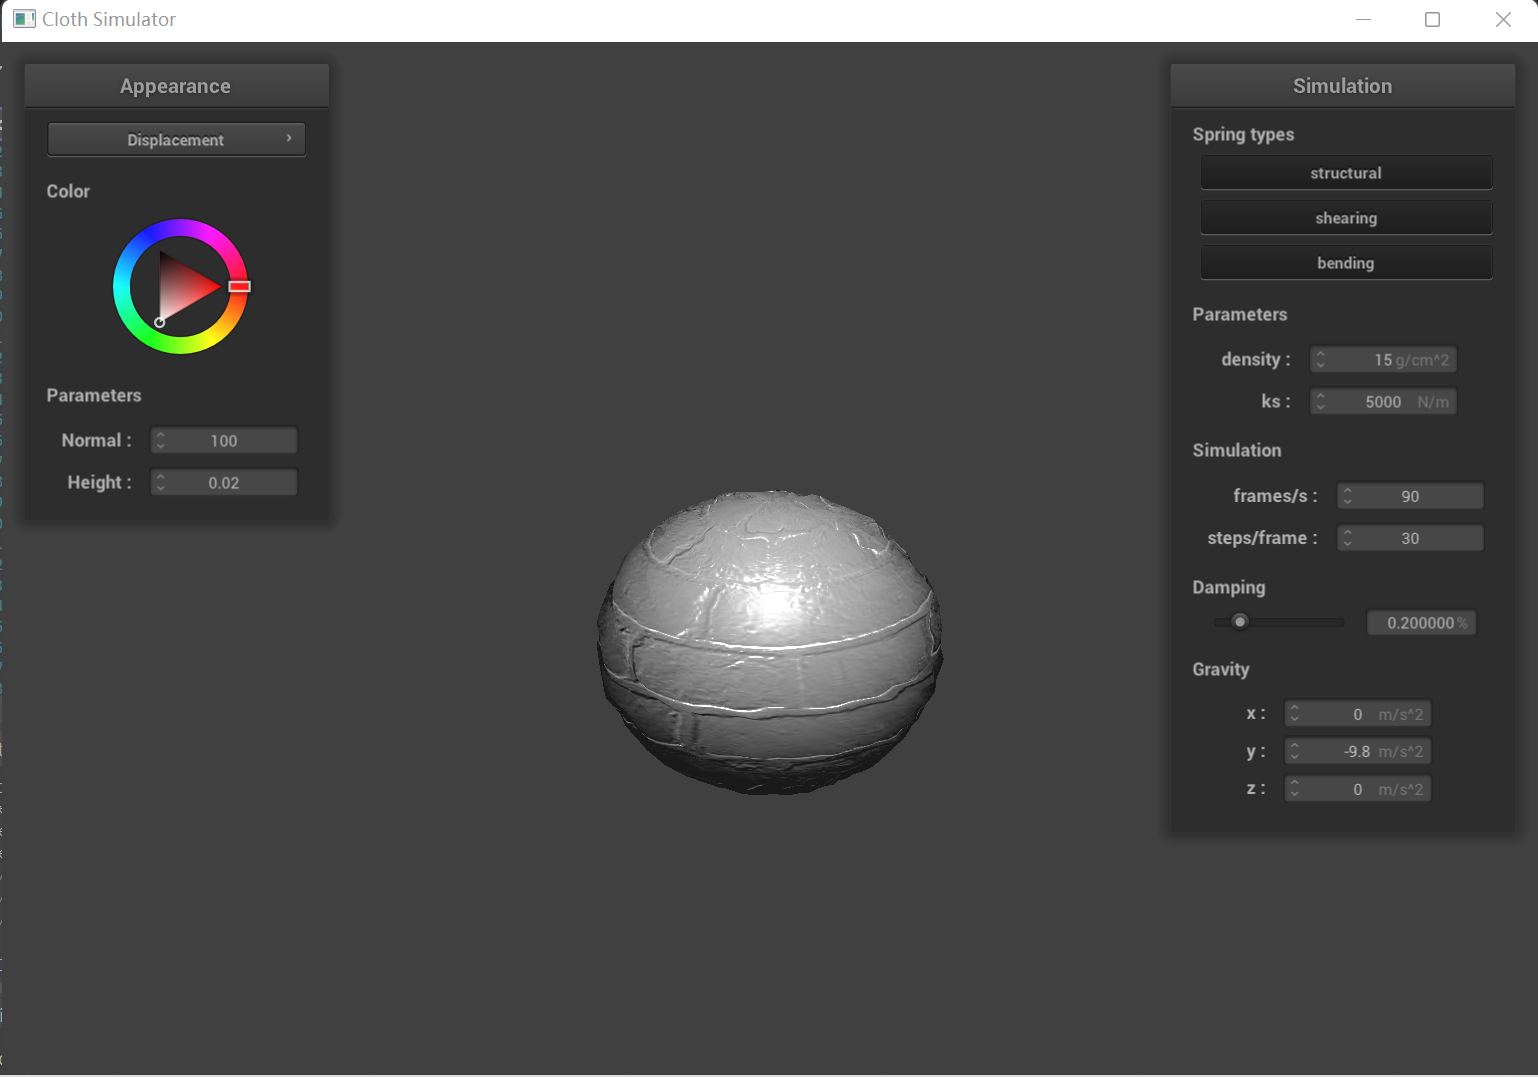 Cloth Simulator
Appearance
Displacement
Color
Parameters
Normal : 100
Height : 0.02
Simulation
Spring types
structural
shearing
bending
Parameters
density : 15 g/cm^2
ks : 5000 N/m
Simulation
frames/s : 90
steps/frame : 30
Damping
0.200000 %
Gravity
x : 0 m/s^2
y : -9.8 m/s^2
z : 0 m/s^2